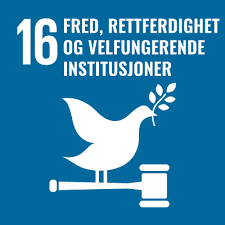 16 FRED, RETTFERDIGHET
OG VELFUNGERENDE
INSTITUSJONER